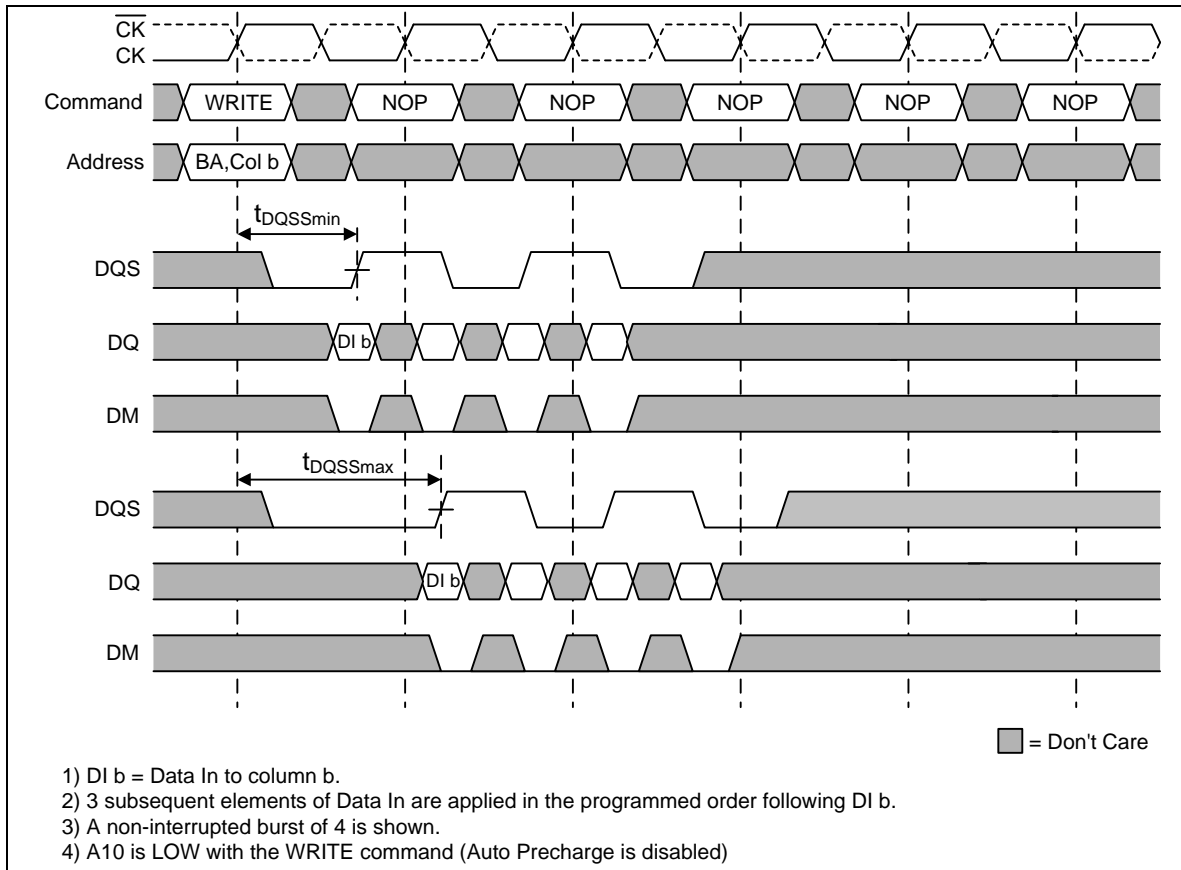 CK
CK
Command WRITE NOP NOP NOP NOP NOP
Address BA,Col b
tDQSSmin
DQS
DQ DI b
DM
tDQSSmax
DQS
DQ DI b
DM
= Don't Care
1) DI b = Data In to column b.
2) 3 subsequent elements of Data In are applied in the programmed order following DI b.
3) A non-interrupted burst of 4 is shown.
4) A10 is LOW with the WRITE command (Auto Precharge is disabled)